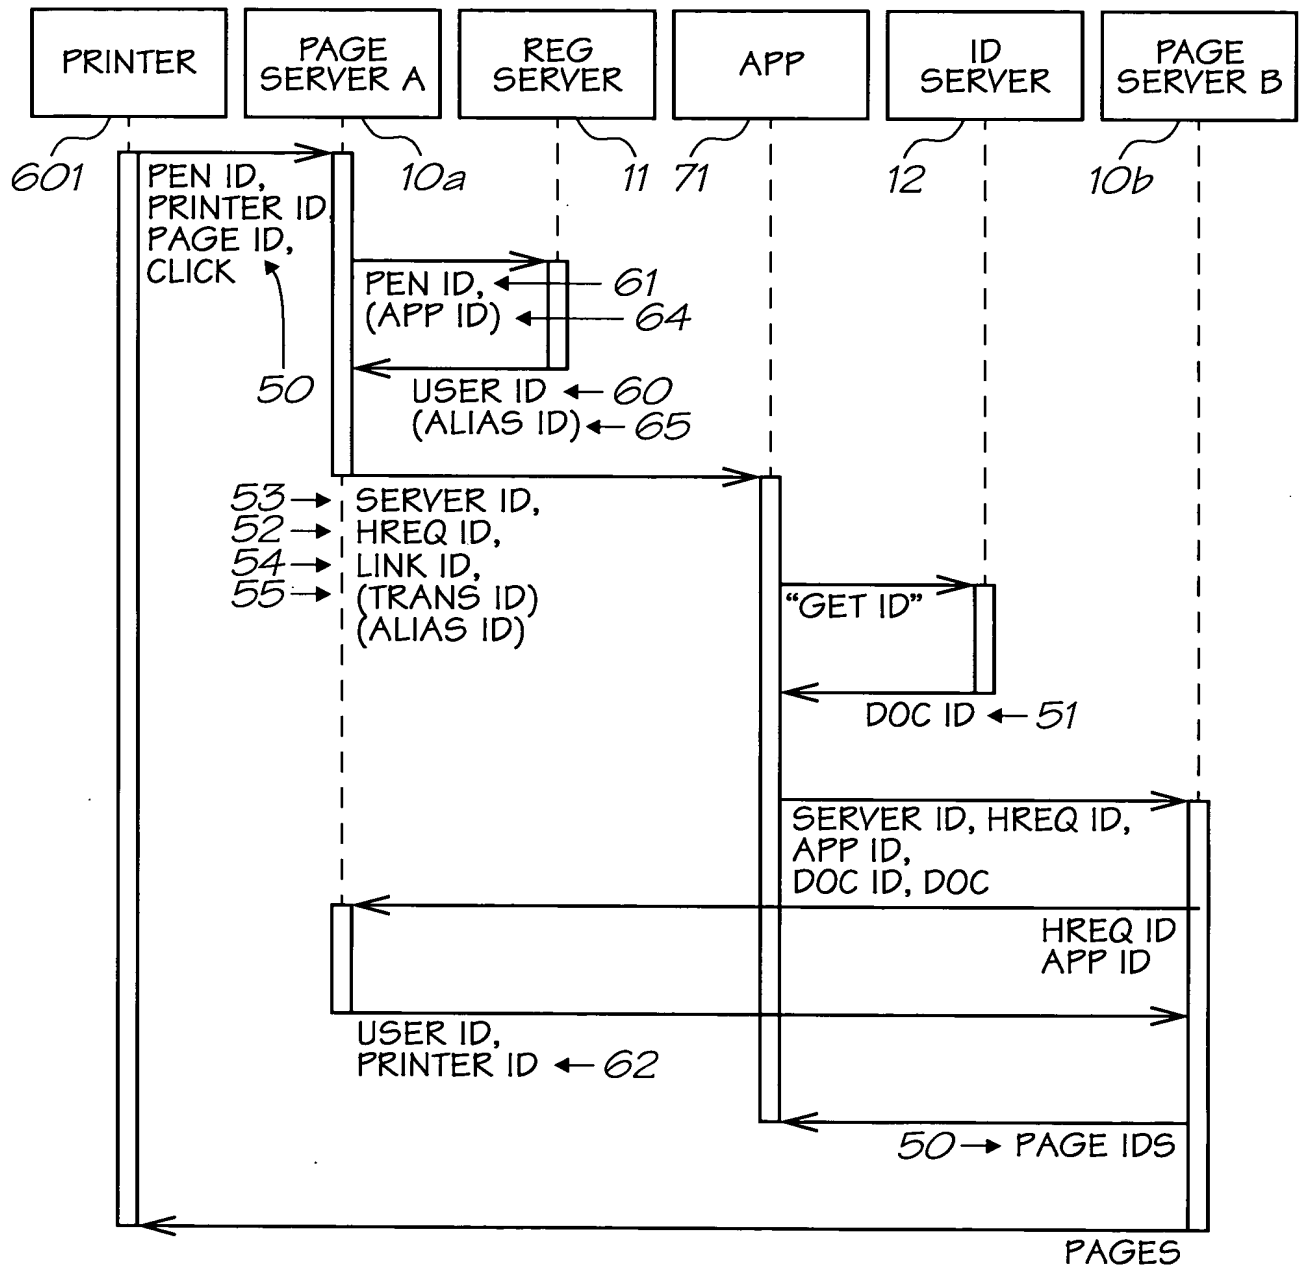 PRINTER
PAGE
SERVER A
REG
SERVER
APP
ID
SERVER
PAGE
SERVER B
601
10a
11
71
12
10b
PEN ID,
PRINTER ID
PAGE ID,
CLICK
50
PEN ID,
61
(APP ID)
64
USER ID
60
(ALIAS ID)
65
53
SERVER ID,
52
HREQ ID,
54
LINK ID,
55
(TRANS ID)
(ALIAS ID)
“GET ID”
DOC ID
51
SERVER ID, HREQ ID,
APP ID,
DOC ID, DOC
HREQ ID
APP ID
USER ID,
PRINTER ID
62
50
PAGE IDS
PAGES